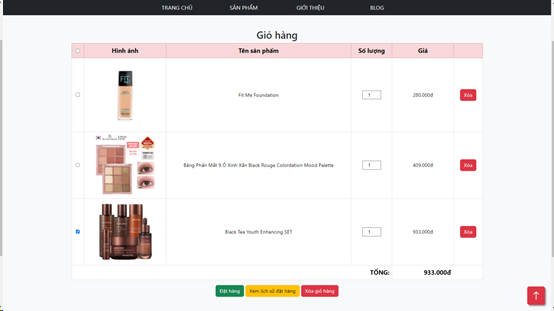 TRANG CHỦ SẢN PHẨM GIỚI THIỆU BLOG
Giỏ hàng
Hình ảnh Tên sản phẩm Số lượng Giá
FIT
Fit Me Foundation 1 280.000đ Xóa
Bảng Phấn Mắt 9 Ô Xinh Xắn Black Rouge Colordation Mood Palette 1 409.000đ Xóa
Black Tea Youth Enhancing SET 1 933.000đ Xóa
TỔNG: 933.000đ
Đặt hàng Xem lịch sử đặt hàng Xóa giỏ hàng